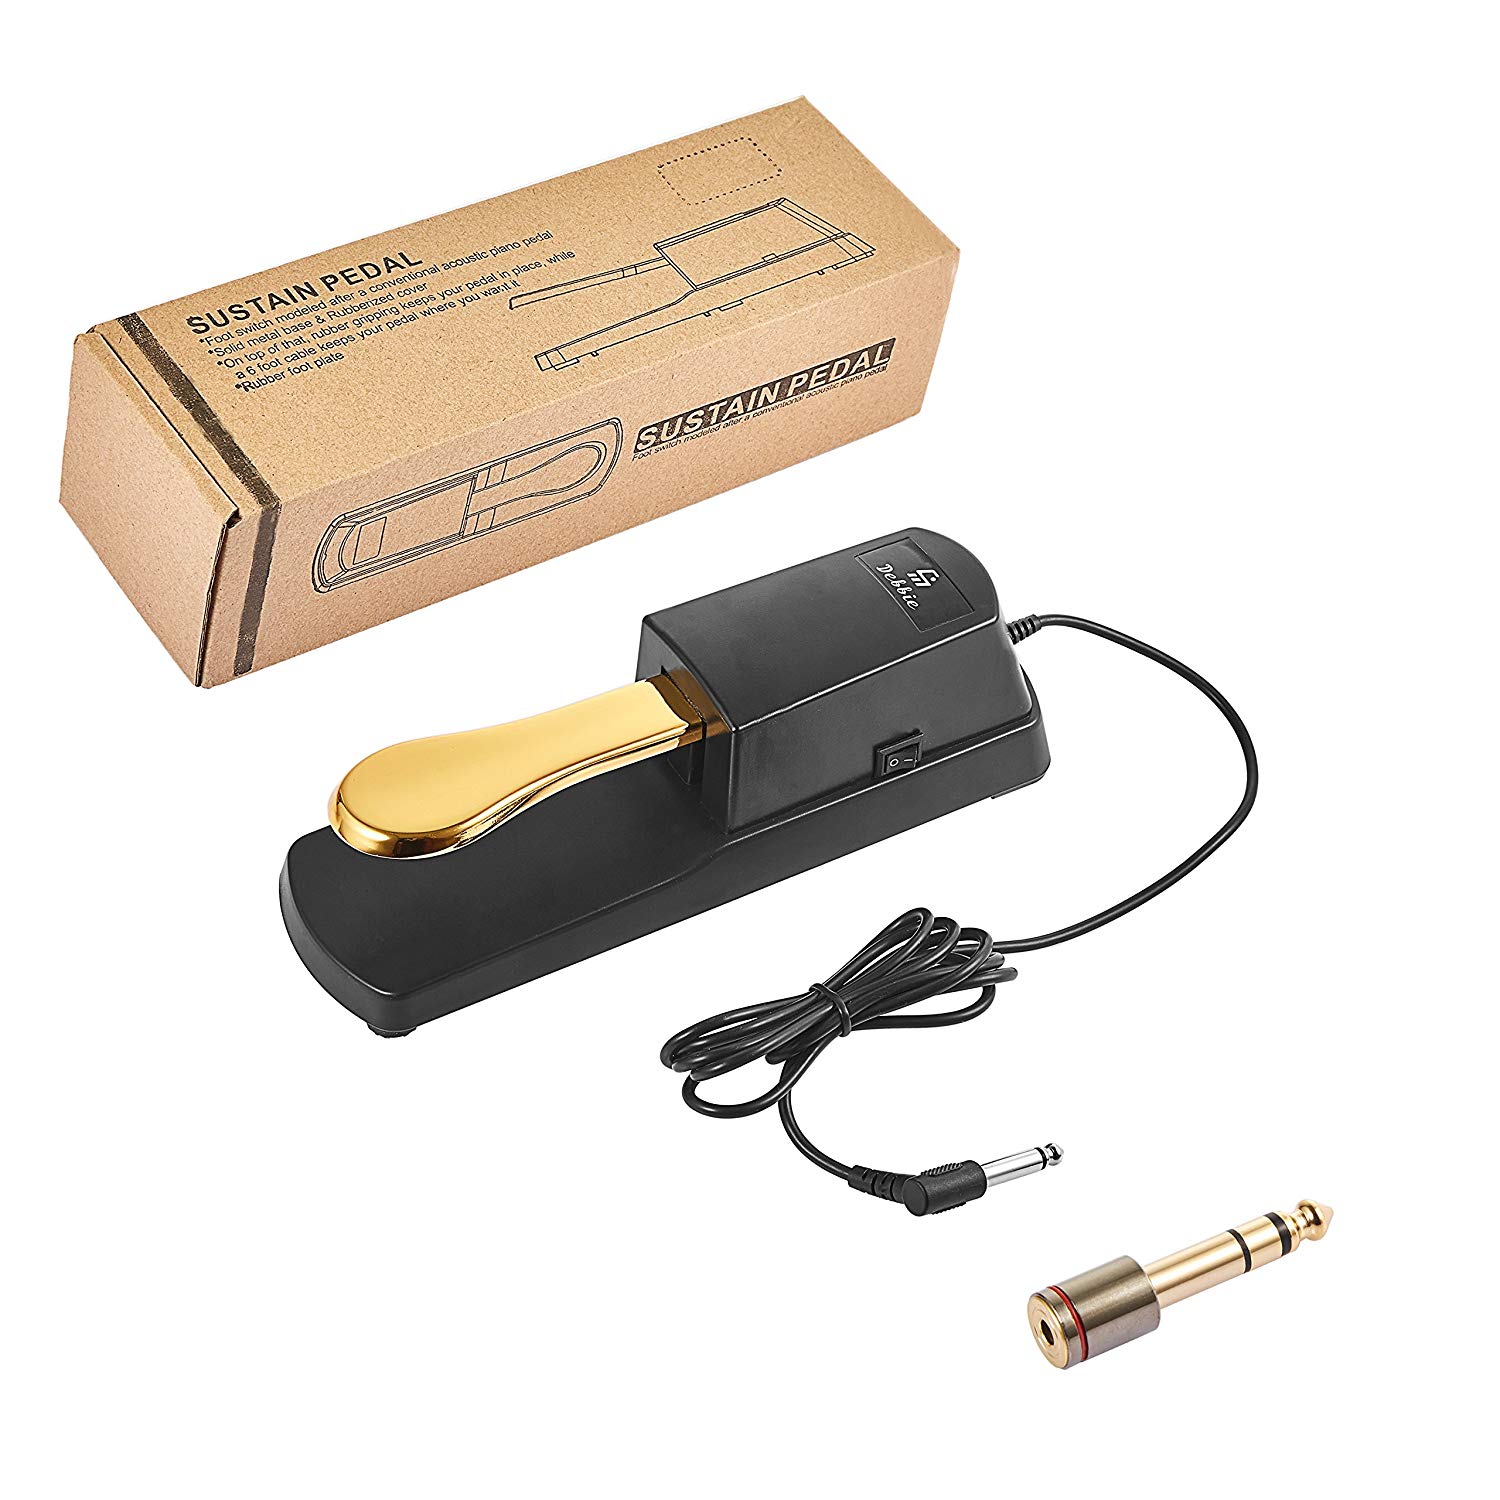 SUSTAIN PEDAL
*Foot switch modeled after a conventional acoustic piano pedal
*Solid metal base & Rubberized cover
*On top of that, rubber gripping keeps your pedal in place, while
a 6 foot cable keeps your pedal where you want it
*Rubber foot plate
SUSTAIN PEDAL
Foot switch modeled after a conventional acoustic piano pedal
Debbie
O I